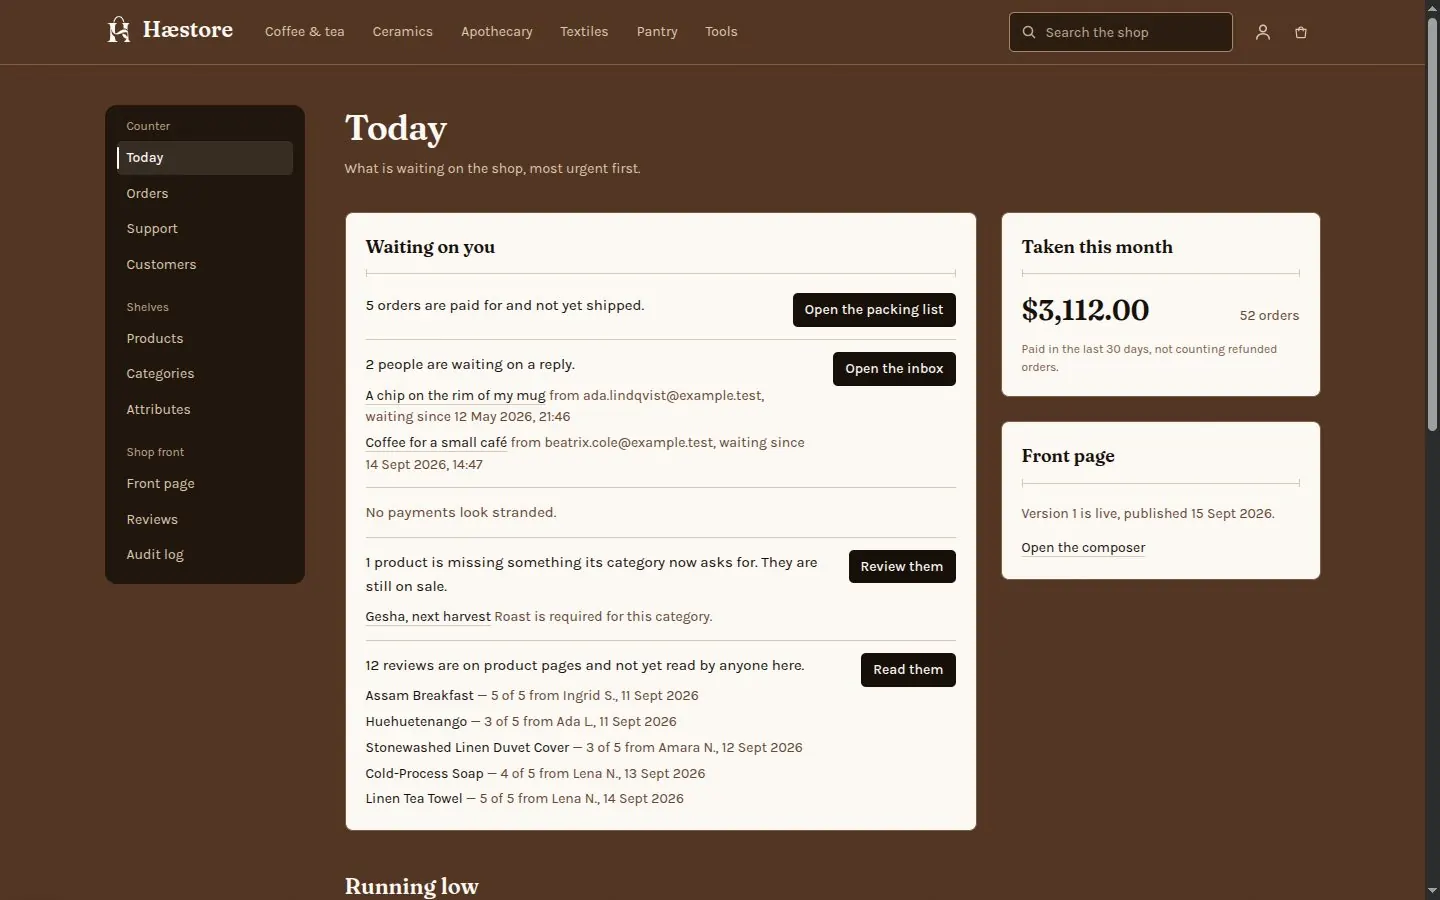 Hæstore
Coffee & tea
Ceramics
Apothecary
Textiles
Pantry
Tools
Search the shop
Counter
Today
Orders
Support
Customers
Shelves
Products
Categories
Attributes
Shop front
Front page
Reviews
Audit log
Today
What is waiting on the shop, most urgent first.
Waiting on you
5 orders are paid for and not yet shipped.
Open the packing list
2 people are waiting on a reply.
Open the inbox
A chip on the rim of my mug from ada.lindqvist@example.test,
waiting since 12 May 2026, 21:46
Coffee for a small café from beatrix.cole@example.test, waiting since
14 Sept 2026, 14:47
No payments look stranded.
1 product is missing something its category now asks for. They are
still on sale.
Review them
Gesha, next harvest Roast is required for this category.
12 reviews are on product pages and not yet read by anyone here.
Read them
Assam Breakfast — 5 of 5 from Ingrid S., 11 Sept 2026
Huehuetenango — 3 of 5 from Ada L., 11 Sept 2026
Stonewashed Linen Duvet Cover — 3 of 5 from Amara N., 12 Sept 2026
Cold-Process Soap — 4 of 5 from Lena N., 13 Sept 2026
Linen Tea Towel — 5 of 5 from Lena N., 14 Sept 2026
Taken this month
$3,112.00
52 orders
Paid in the last 30 days, not counting refunded
orders.
Front page
Version 1 is live, published 15 Sept 2026.
Open the composer
Running low